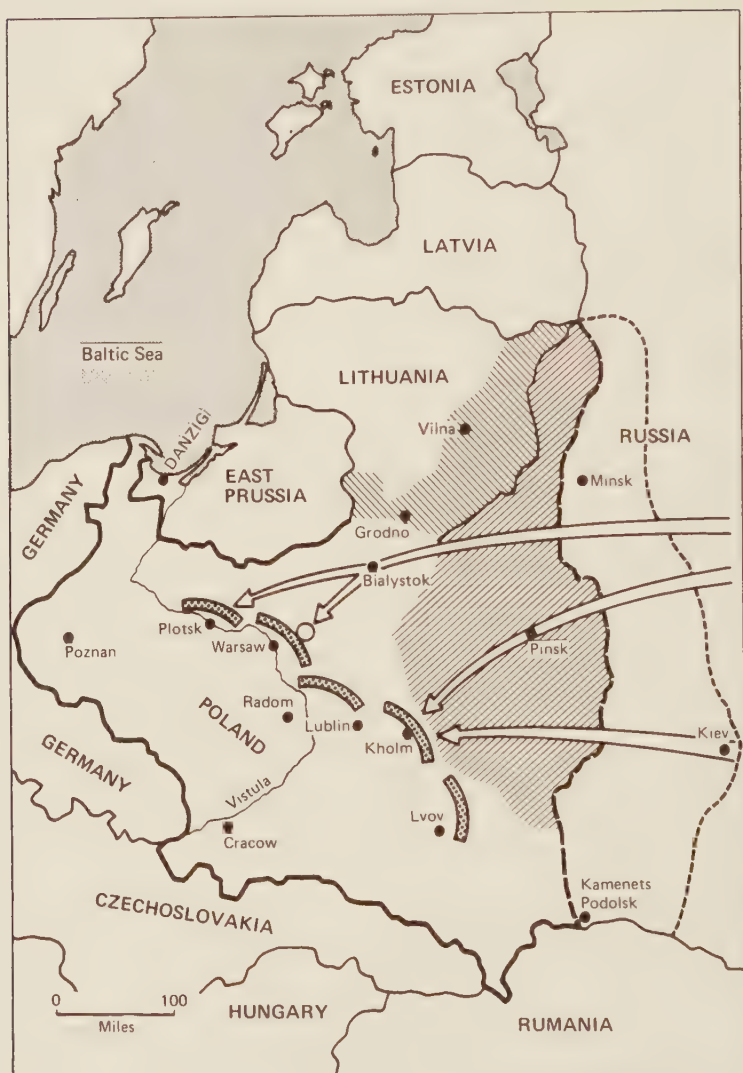 ESTONIA
LATVIA
Baltic Sea
LITHUANIA
Vilna
RUSSIA
DANZIG
EAST
PRUSSIA
Minsk
GERMANY
Grodno
Bialystok
Plotsk
Poznan
Warsaw
Pinsk
Radom
POLAND
Lublin
Kholm
Kiev
GERMANY
Vistula
Lvov
Cracow
Kamenets
Podolsk
CZECHOSLOVAKIA
0 100
Miles
HUNGARY
RUMANIA